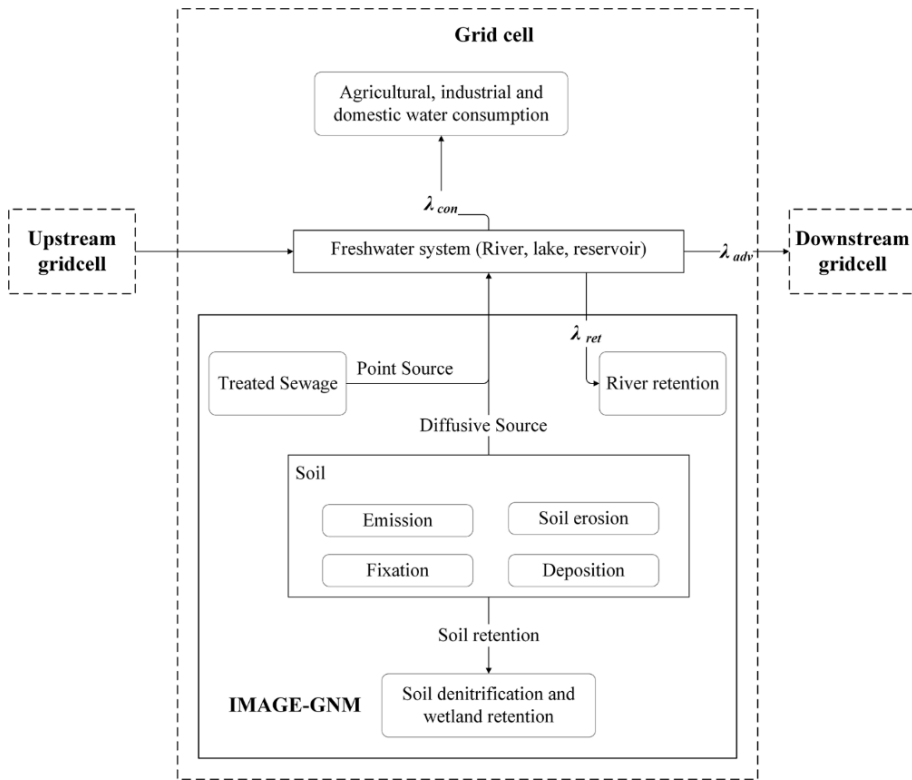 Grid cell
Agricultural, industrial and
domestic water consumption
λ con
Upstream
gridcell
Freshwater system (River, lake, reservoir)
λ adv
Downstream
gridcell
λ ret
Treated Sewage
Point Source
River retention
Diffusive Source
Soil
Emission
Soil erosion
Fixation
Deposition
Soil retention
IMAGE-GNM
Soil denitrification and
wetland retention